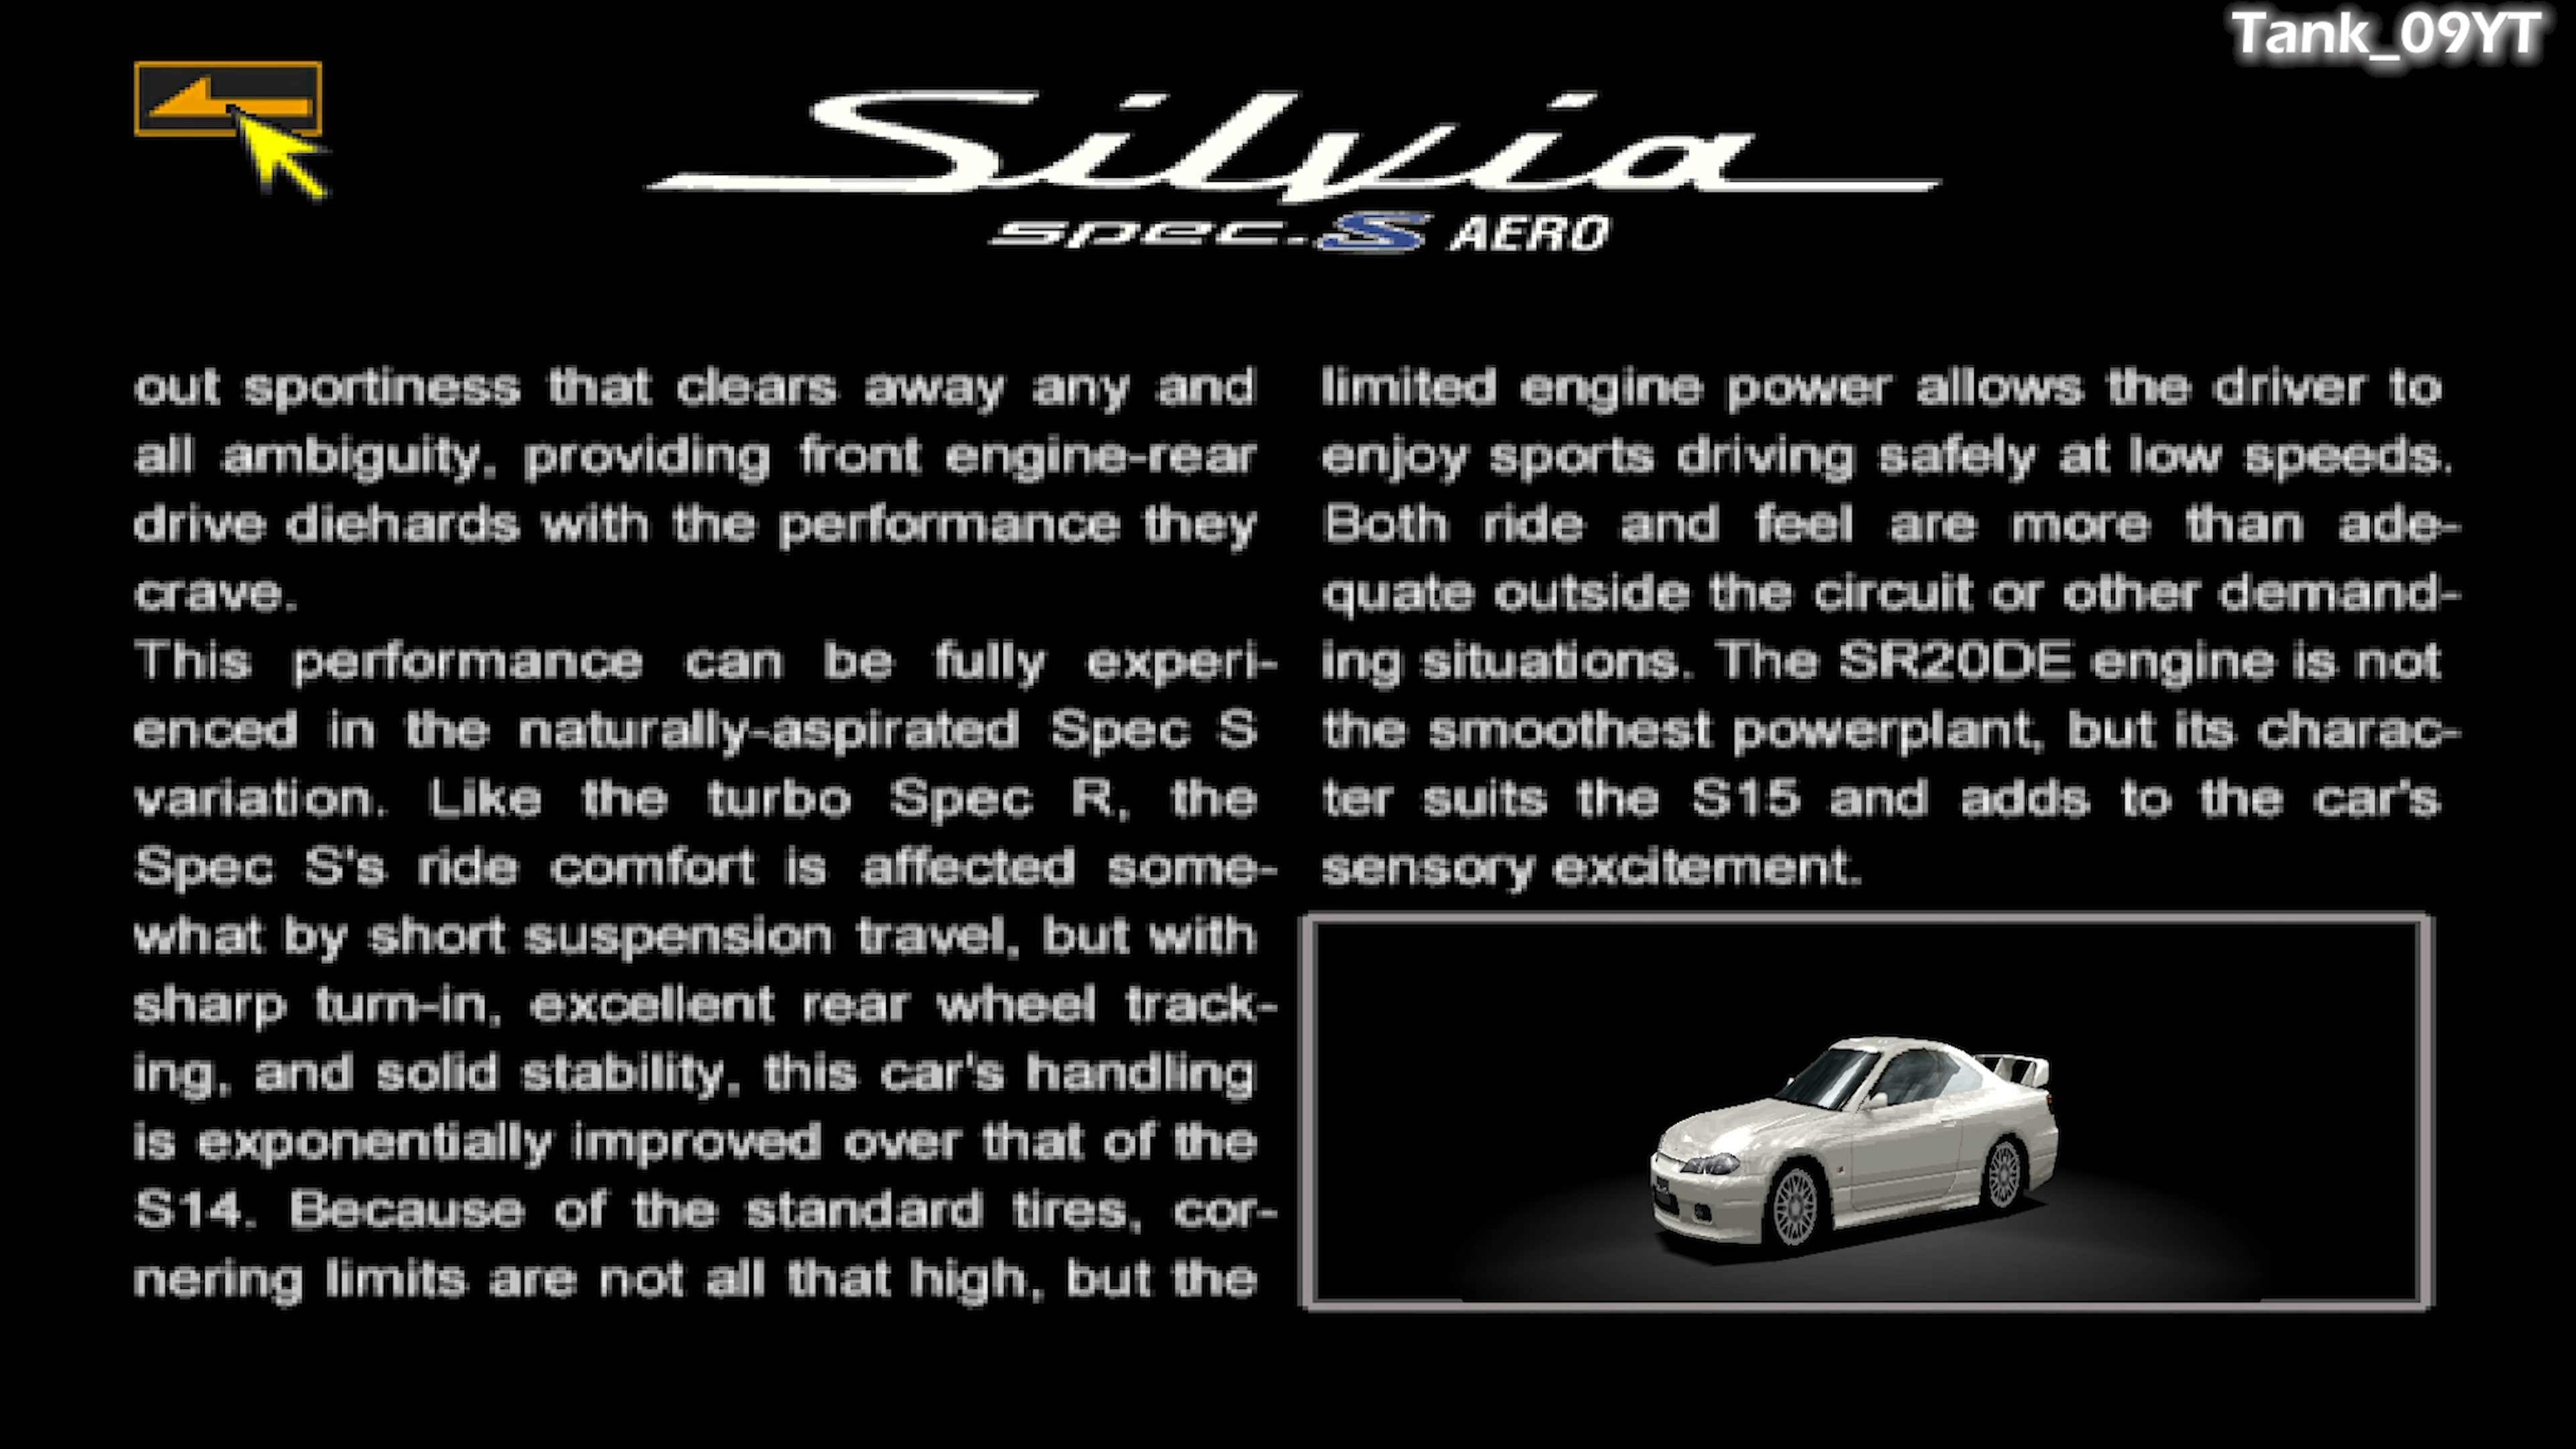 Tank_09YT
Silvia
spec.S AERO
out sportiness that clears away any and
all ambiguity, providing front engine-rear
drive diehards with the performance they
crave.
This performance can be fully experi-
enced in the naturally-aspirated Spec S
variation. Like the turbo Spec R, the
Spec S's ride comfort is affected some-
what by short suspension travel, but with
sharp turn-in, excellent rear wheel track-
ing, and solid stability, this car's handling
is exponentially improved over that of the
S14. Because of the standard tires, cor-
nering limits are not all that high, but the
limited engine power allows the driver to
enjoy sports driving safely at low speeds.
Both ride and feel are more than ade-
quate outside the circuit or other demand-
ing situations. The SR20DE engine is not
the smoothest powerplant, but its charac-
ter suits the S15 and adds to the car's
sensory excitement.